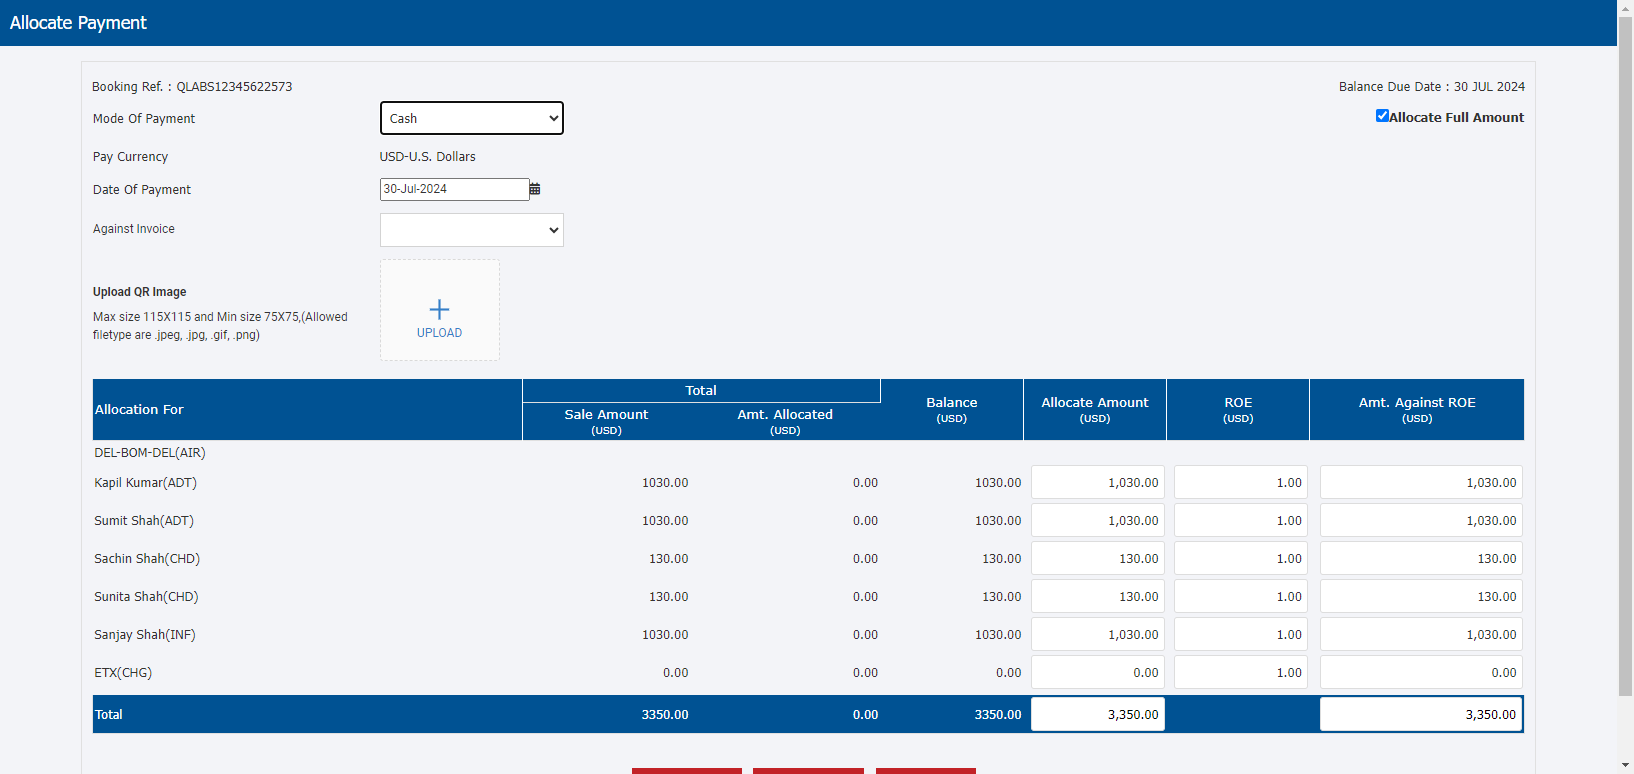 Allocate Payment
Booking Ref. : QLABS12345622573
Balance Due Date : 30 JUL 2024
Mode Of Payment
Cash
Allocate Full Amount
Pay Currency
USD-U.S. Dollars
Date Of Payment
30-Jul-2024
Against Invoice
Upload QR Image
Max size 115X115 and Min size 75X75,(Allowed
filetype are .jpeg, .jpg, .gif, .png)
UPLOAD
Allocation For
Total
Sale Amount
(USD)
Amt. Allocated
(USD)
Balance
(USD)
Allocate Amount
(USD)
ROE
(USD)
Amt. Against ROE
(USD)
DEL-BOM-DEL(AIR)
Kapil Kumar(ADT) 1030.00 0.00 1030.00 1,030.00 1.00 1,030.00
Sumit Shah(ADT) 1030.00 0.00 1030.00 1,030.00 1.00 1,030.00
Sachin Shah(CHD) 130.00 0.00 130.00 130.00 1.00 130.00
Sunita Shah(CHD) 130.00 0.00 130.00 130.00 1.00 130.00
Sanjay Shah(INF) 1030.00 0.00 1030.00 1,030.00 1.00 1,030.00
ETX(CHG) 0.00 0.00 0.00 0.00 1.00 0.00
Total 3350.00 0.00 3350.00 3,350.00 3,350.00